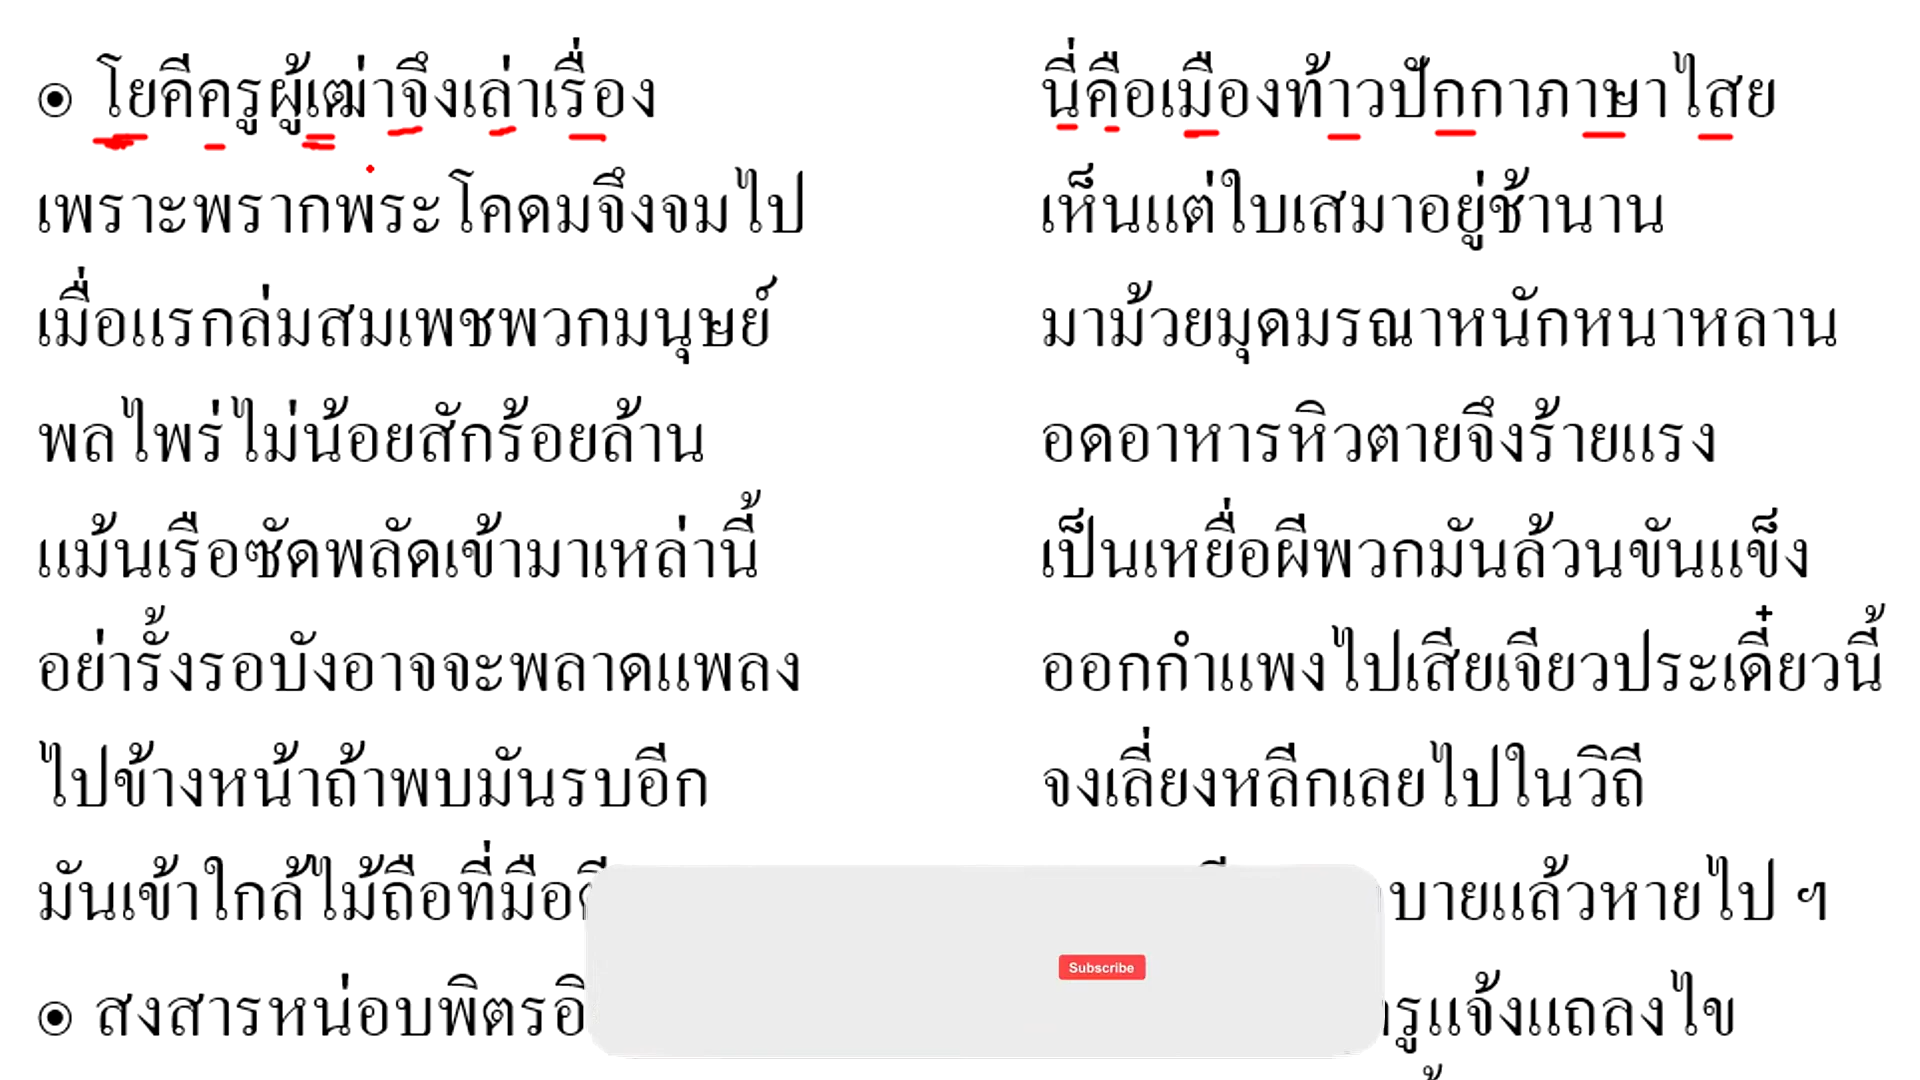 ๏ โยคีครูผู้เฒ่าจึงเล่าเรื่อง นี่คือเมืองท้าวปักกาภาษาไสย
เพราะพรากพระโคดมจึงจมไป เห็นแต่ใบเสมาอยู่ช้านาน
เมื่อแรกล่มสมเพชพวกมนุษย์ มาม้วยมุดมรณาหนักหนาหลาน
พลไพร่ไม่น้อยสักร้อยล้าน อดอาหารหิวตายจึงร้ายแรง
แม้นเรือซัดพลัดเข้ามาเหล่านี้ เป็นเหยื่อผีพวกมันล้วนขันแข็ง
อย่ารั้งรอบังอาจจะพลาดแพลง ออกกำแพงไปเสียเจียวประเดี๋ยวนี้
ไปข้างหน้าถ้าพบมันรบอีก จงเลี่ยงหลีกเลยไปในวิถี
มันเข้าใกล้ไม้ถือที่มือ บายแล้วหายไป ฯ
๏ สงสารหน่อบพิตร รูแจ้งแถลงไข
Subscribe